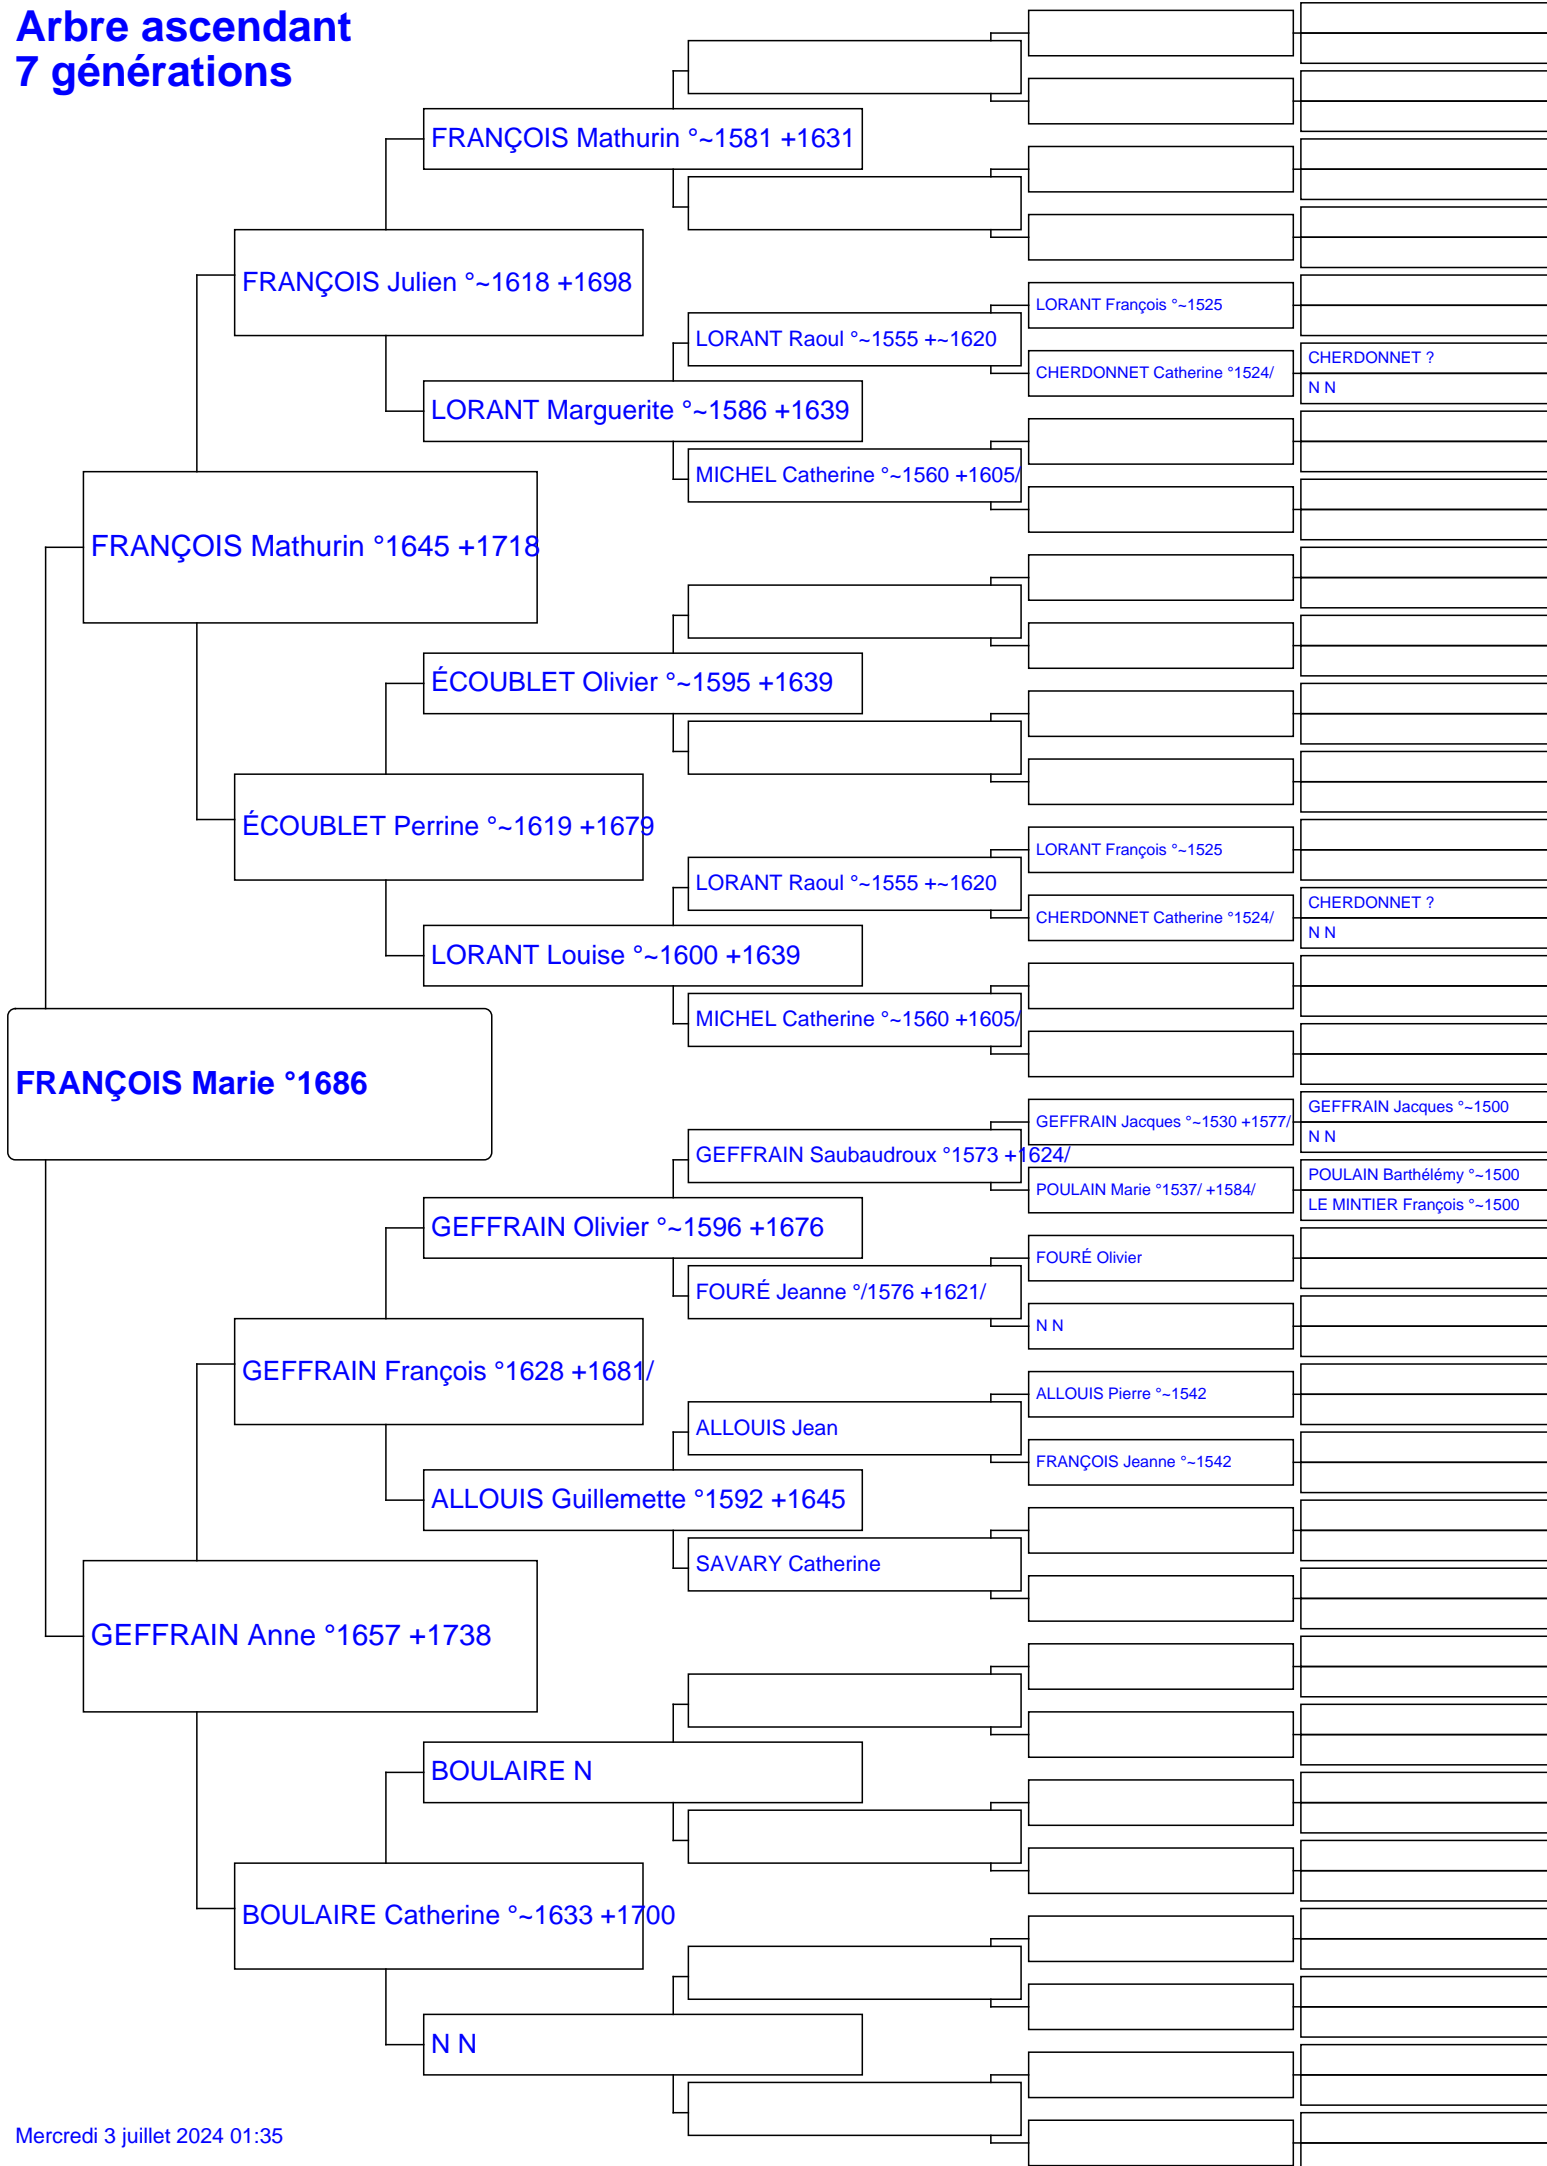 Arbre ascendant
7 générations
FRANÇOIS Mathurin °~1581 +1631
FRANÇOIS Julien °~1618 +1698
LORANT François °~1525
LORANT Raoul °~1555 +~1620
CHERDONNET ?
CHERDONNET Catherine °1524/
N N
LORANT Marguerite °~1586 +1639
MICHEL Catherine °~1560 +1605/
FRANÇOIS Mathurin °1645 +1718
ÉCOUBLET Olivier °~1595 +1639
ÉCOUBLET Perrine °~1619 +1679
LORANT François °~1525
LORANT Raoul °~1555 +~1620
CHERDONNET ?
CHERDONNET Catherine °1524/
N N
LORANT Louise °~1600 +1639
MICHEL Catherine °~1560 +1605/
FRANÇOIS Marie °1686
GEFFRAIN Jacques °~1500
GEFFRAIN Jacques °~1530 +1577/
N N
GEFFRAIN Saubaudroux °1573 +1624/
POULAIN Barthélémy °~1500
POULAIN Marie °1537/ +1584/
LE MINTIER François °~1500
GEFFRAIN Olivier °~1596 +1676
FOURÉ Olivier
FOURÉ Jeanne °/1576 +1621/
N N
GEFFRAIN François °1628 +1681/
ALLOUIS Pierre °~1542
ALLOUIS Jean
FRANÇOIS Jeanne °~1542
ALLOUIS Guillemette °1592 +1645
SAVARY Catherine
GEFFRAIN Anne °1657 +1738
BOULAIRE N
BOULAIRE Catherine °~1633 +1700
N N
Mercredi 3 juillet 2024 01:35